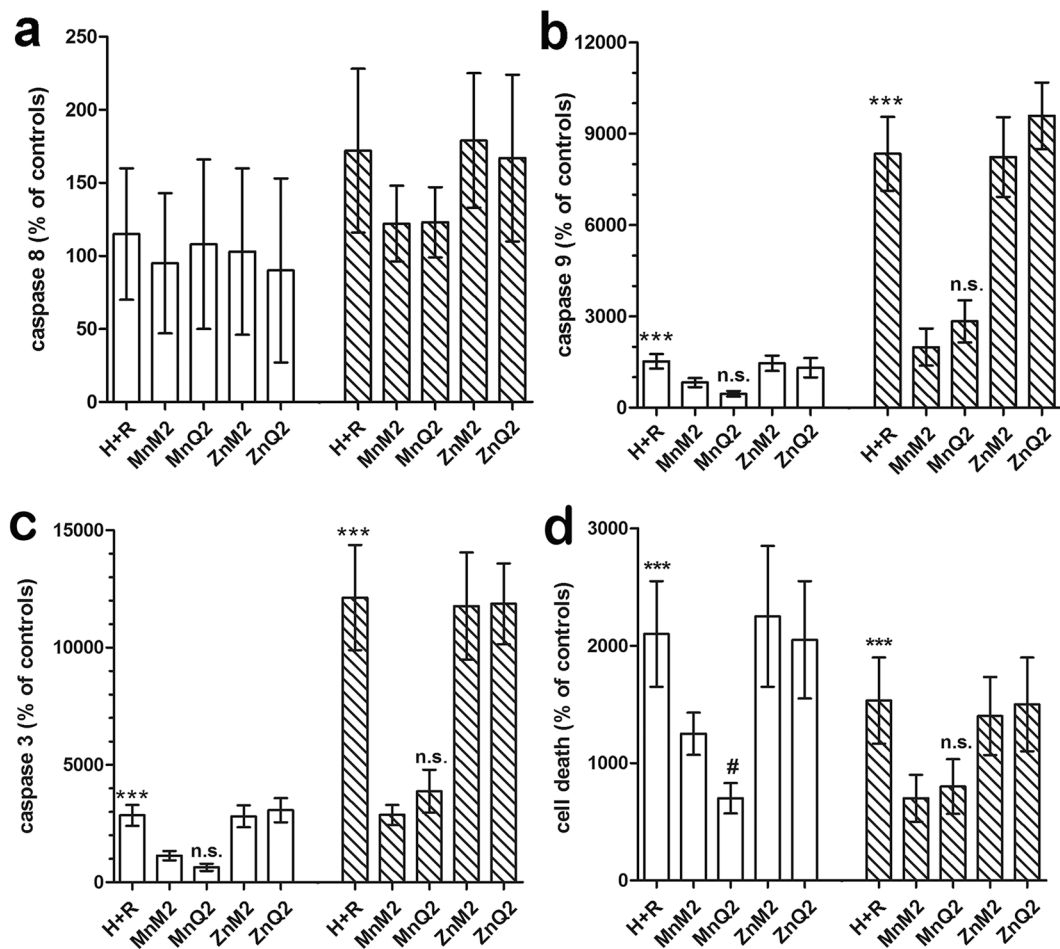 a
caspase 8 (% of controls)
250
200
150
100
50
0
H+R MnM2 MnQ2 ZnM2 ZnQ2 H+R MnM2 MnQ2 ZnM2 ZnQ2
b
caspase 9 (% of controls)
12000
9000
6000
3000
0
***
n.s.
***
n.s.
H+R MnM2 MnQ2 ZnM2 ZnQ2 H+R MnM2 MnQ2 ZnM2 ZnQ2
c
caspase 3 (% of controls)
15000
10000
5000
0
***
n.s.
***
n.s.
H+R MnM2 MnQ2 ZnM2 ZnQ2 H+R MnM2 MnQ2 ZnM2 ZnQ2
d
cell death (% of controls)
3000
2000
1000
0
***
#
***
n.s.
H+R MnM2 MnQ2 ZnM2 ZnQ2 H+R MnM2 MnQ2 ZnM2 ZnQ2